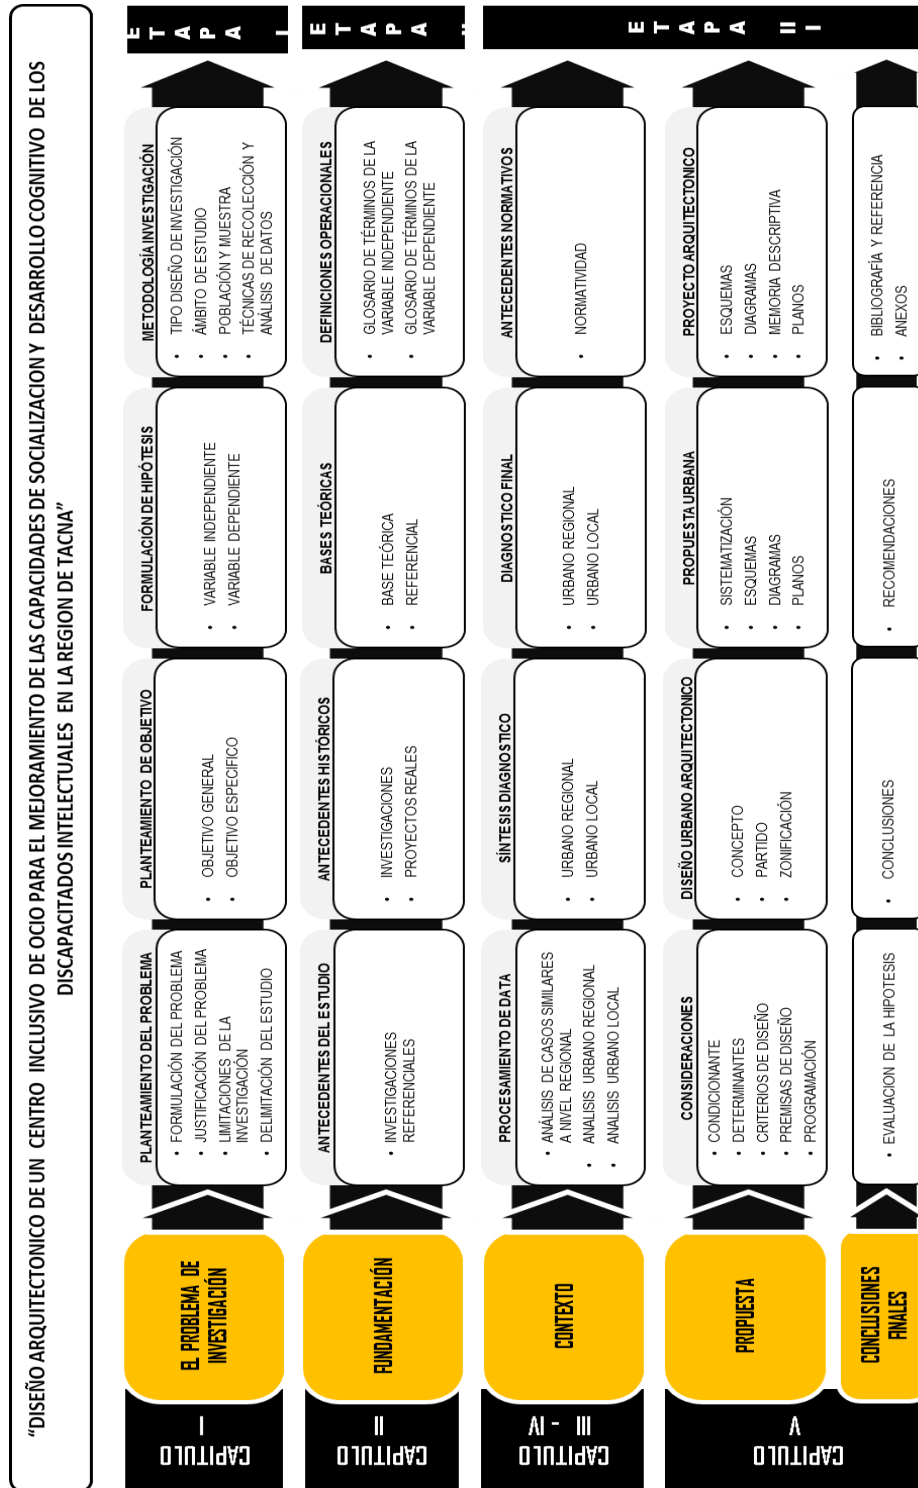 “DISEÑO ARQUITECTONICO DE UN CENTRO INCLUSIVO DE OCIO PARA EL MEJORAMIENTO DE LAS CAPACIDADES DE SOCIALIZACION Y DESARROLLO COGNITIVO DE LOS
DISCAPACITADOS INTELECTUALES EN LA REGION DE TACNA”
CAPITULO
I
EL PROBLEMA DE
INVESTIGACIÓN
PLANTEAMIENTO DEL PROBLEMA
• FORMULACIÓN DEL PROBLEMA
• JUSTIFICACIÓN DEL PROBLEMA
• LIMITACIONES DE LA
INVESTIGACIÓN
• DELIMITACIÓN DEL ESTUDIO
PLANTEAMIENTO DE OBJETIVO
• OBJETIVO GENERAL
• OBJETIVO ESPECIFICO
FORMULACIÓN DE HIPÓTESIS
• VARIABLE INDEPENDIENTE
• VARIABLE DEPENDIENTE
METODOLOGÍA INVESTIGACIÓN
• TIPO DISEÑO DE INVESTIGACIÓN
• ÁMBITO DE ESTUDIO
• POBLACIÓN Y MUESTRA
• TÉCNICAS DE RECOLECCIÓN Y
ANÁLISIS DE DATOS
ETAPA I
CAPITULO
II
FUNDAMENTACIÓN
ANTECEDENTES DEL ESTUDIO
• INVESTIGACIONES
REFERENCIALES
ANTECEDENTES HISTÓRICOS
• INVESTIGACIONES
• PROYECTOS REALES
BASES TEÓRICAS
• BASE TEÓRICA
• REFERENCIAL
DEFINICIONES OPERACIONALES
• GLOSARIO DE TÉRMINOS DE LA
VARIABLE INDEPENDIENTE
• GLOSARIO DE TÉRMINOS DE LA
VARIABLE DEPENDIENTE
ETAPA II
CAPITULO
III - IV
CONTEXTO
PROCESAMIENTO DE DATA
• ANÁLISIS DE CASOS SIMILARES
A NIVEL REGIONAL
• ANALISIS URBANO REGIONAL
• ANALISIS URBANO LOCAL
SÍNTESIS DIAGNOSTICO
• URBANO REGIONAL
• URBANO LOCAL
DIAGNOSTICO FINAL
• URBANO REGIONAL
• URBANO LOCAL
ANTECEDENTES NORMATIVOS
• NORMATIVIDAD
ETAPA III
CAPITULO
V
PROPUESTA
CONSIDERACIONES
• CONDICIONANTE
• DETERMINANTES
• CRITERIOS DE DISEÑO
• PREMISAS DE DISEÑO
• PROGRAMACIÓN
DISEÑO URBANO ARQUITECTONICO
• CONCEPTO
• PARTIDO
• ZONIFICACIÓN
PROPUESTA URBANA
• SISTEMATIZACIÓN
• ESQUEMAS
• DIAGRAMAS
• PLANOS
PROYECTO ARQUITECTONICO
• ESQUEMAS
• DIAGRAMAS
• MEMORIA DESCRIPTIVA
• PLANOS
CONCLUSIONES
FINALES
• EVALUACION DE LA HIPOTESIS
• CONCLUSIONES
• RECOMENDACIONES
• BIBLIOGRAFÍA Y REFERENCIA
• ANEXOS